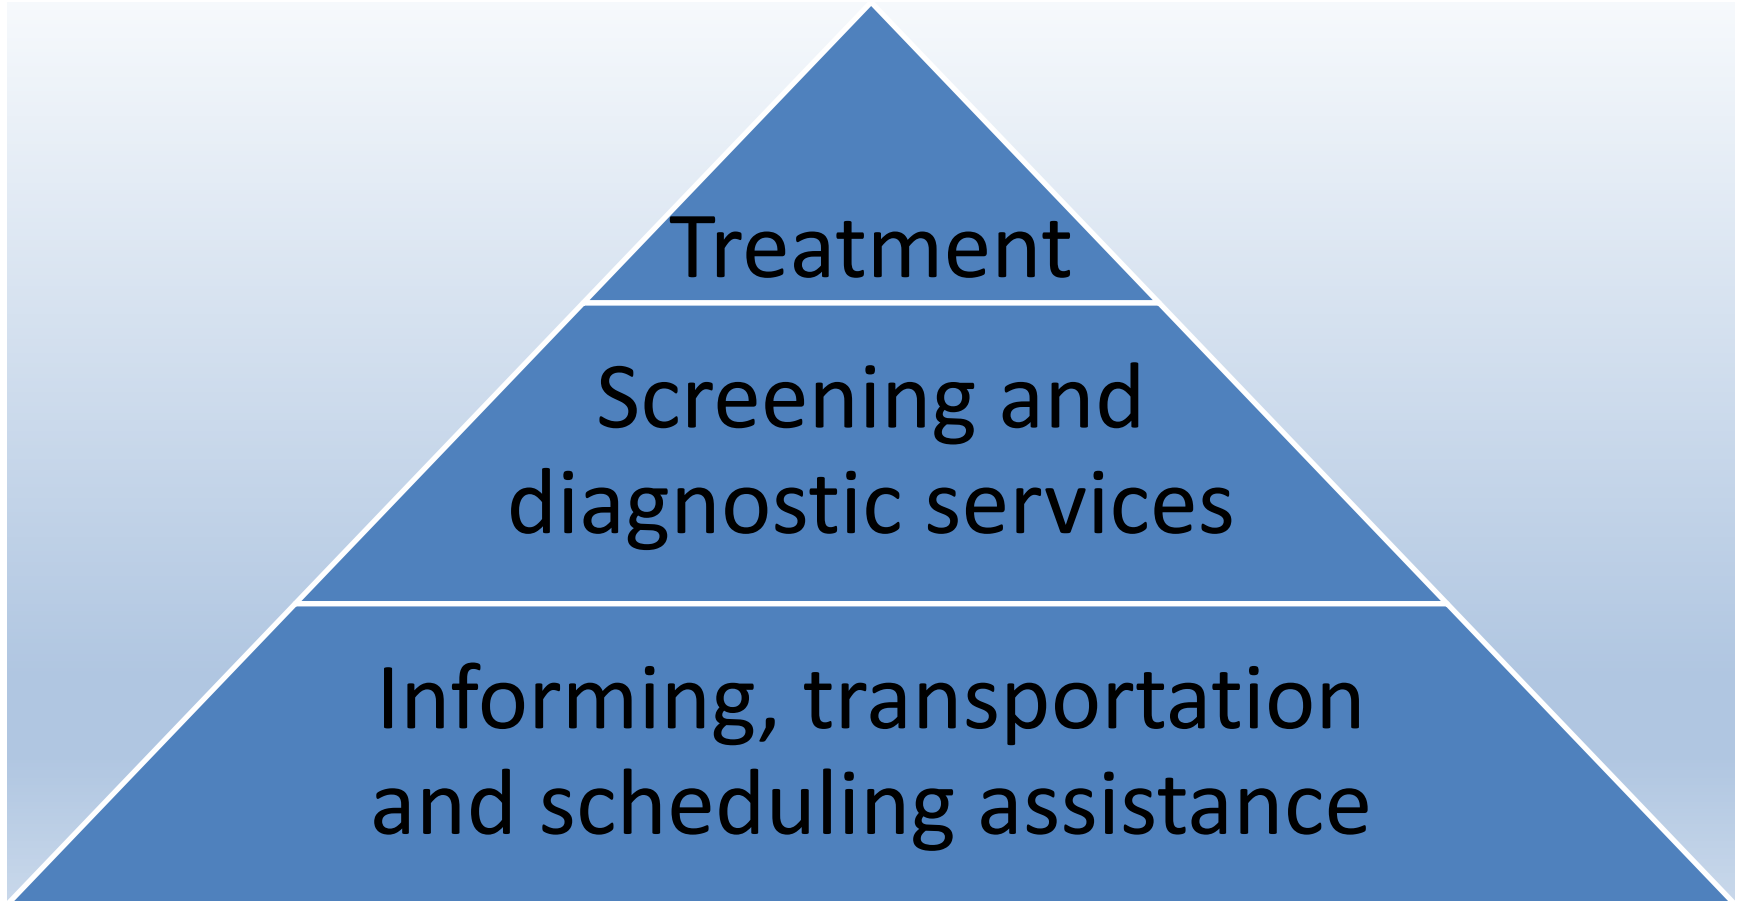 Treatment
Screening and
diagnostic services
Informing, transportation
and scheduling assistance